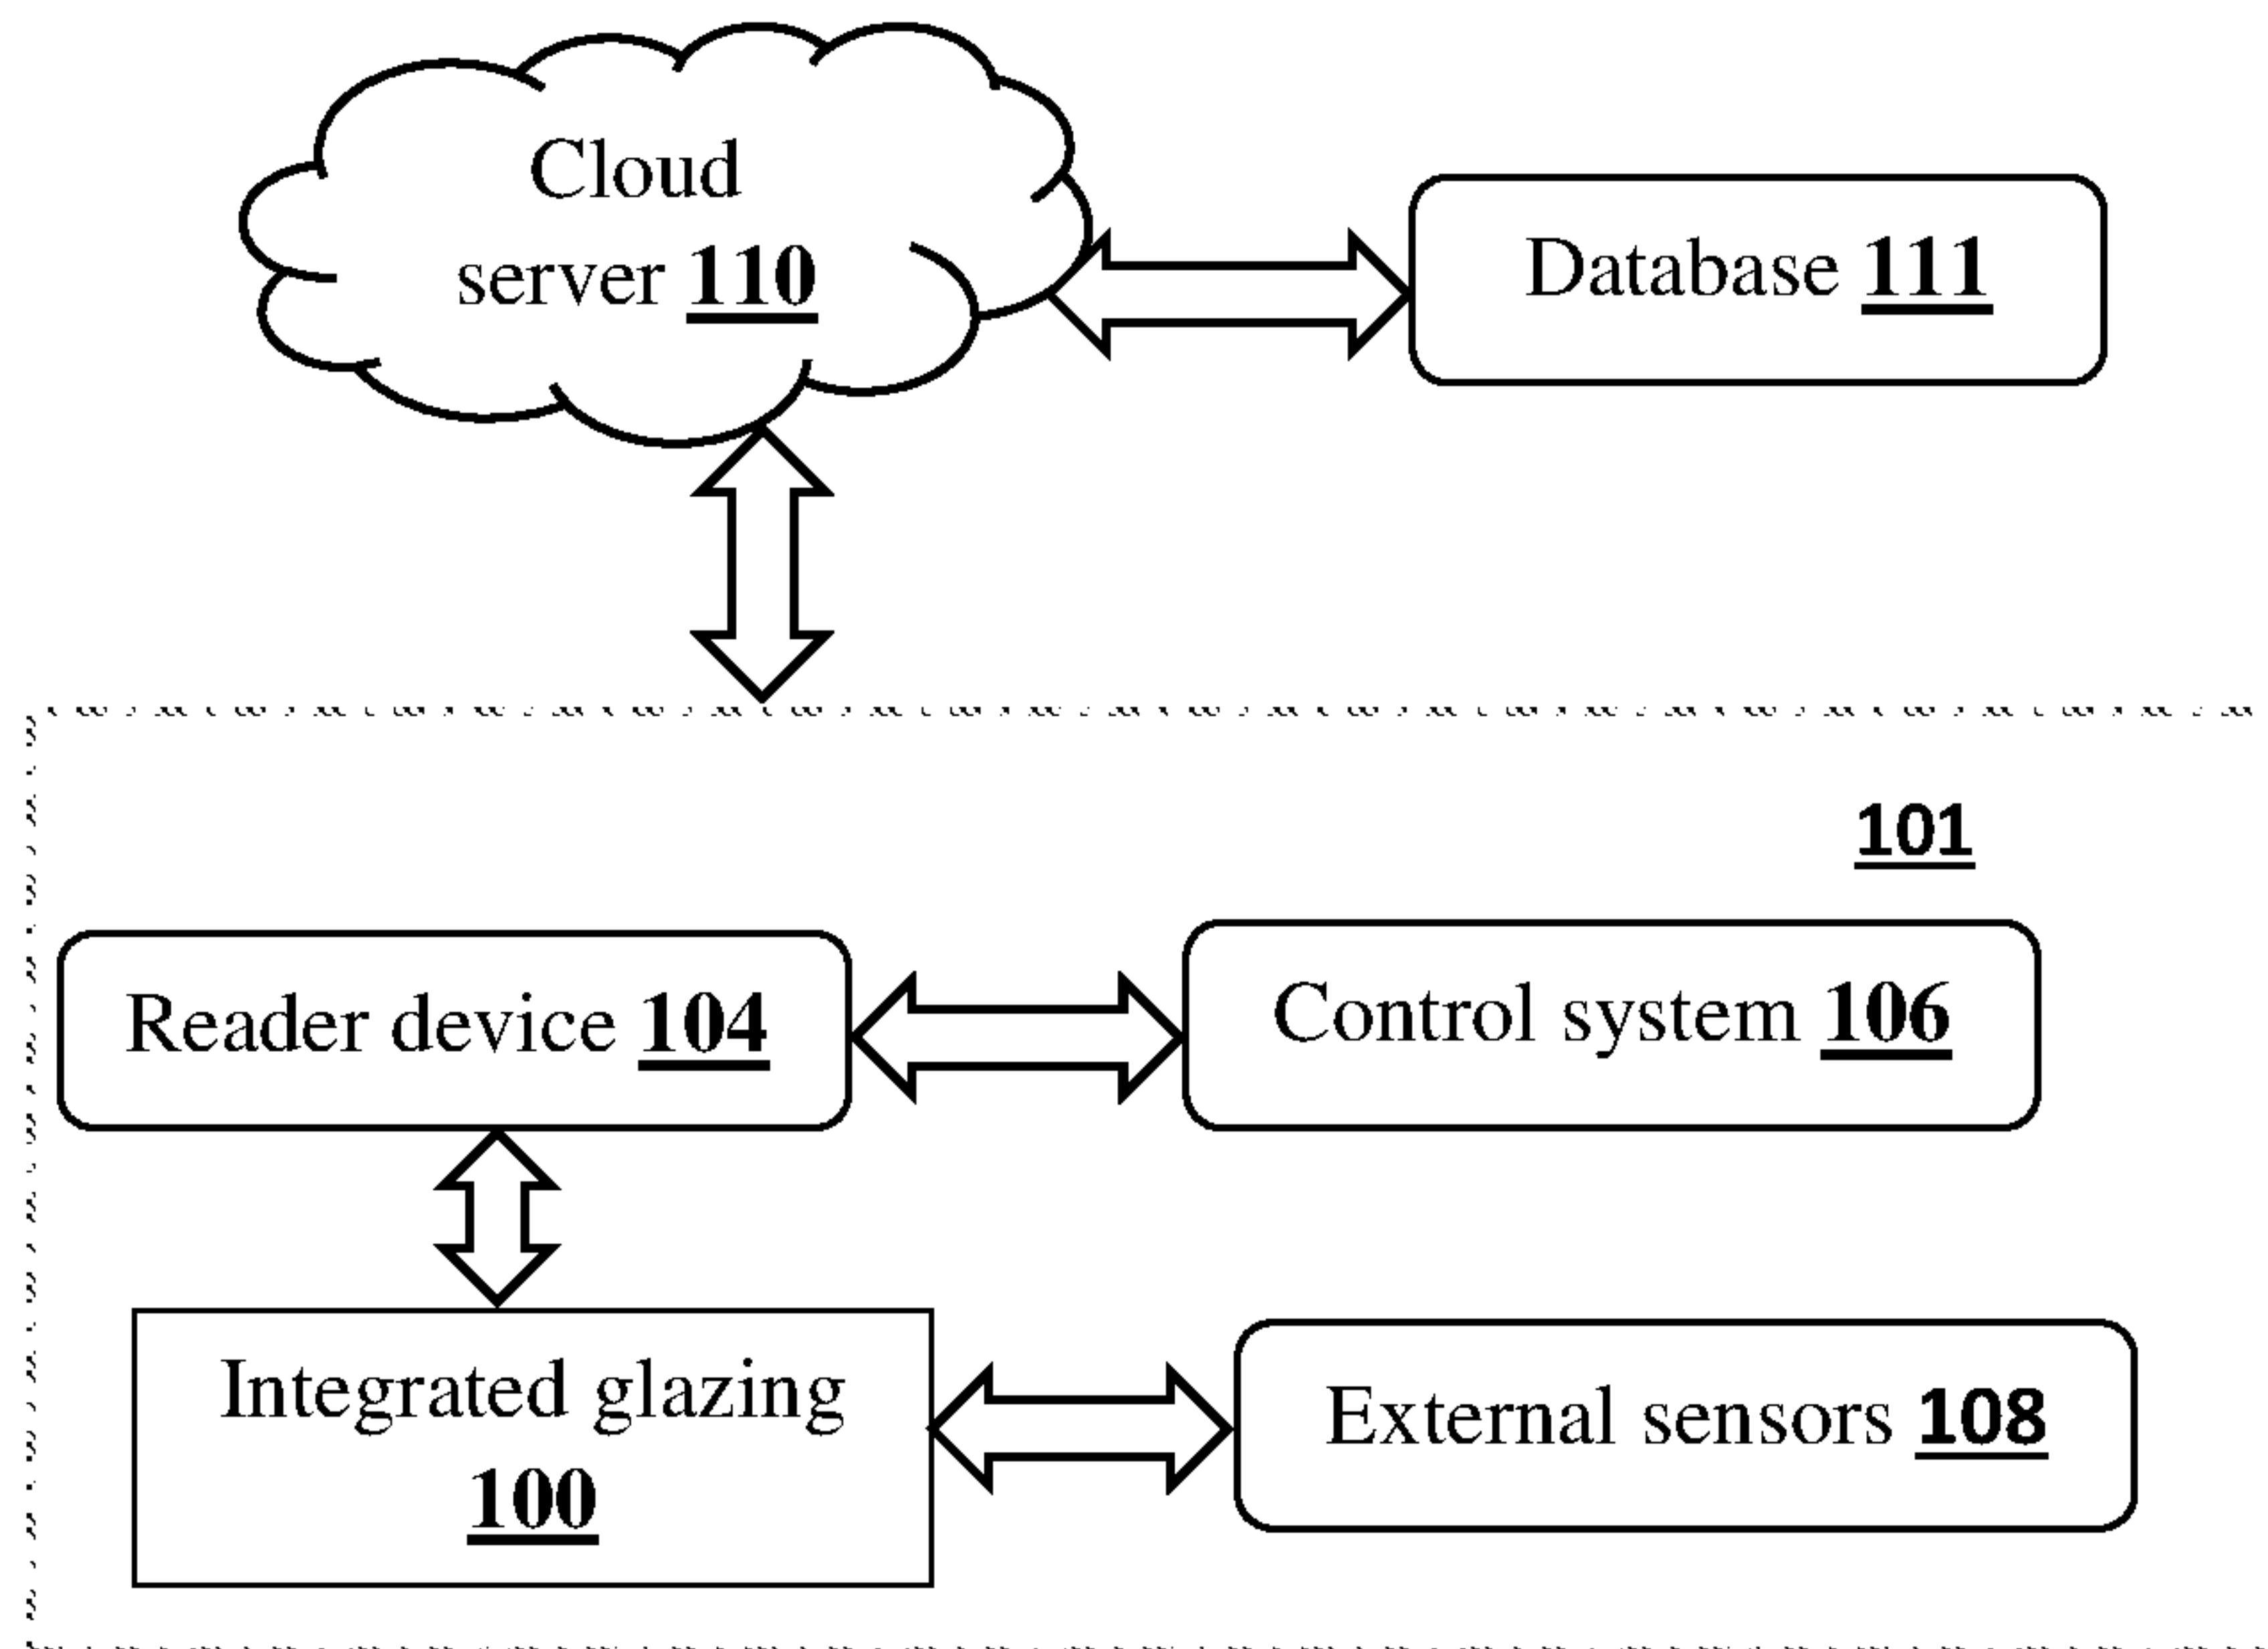 Cloud
server 110
Database 111
101
Reader device 104
Control system 106
Integrated glazing
100
External sensors 108